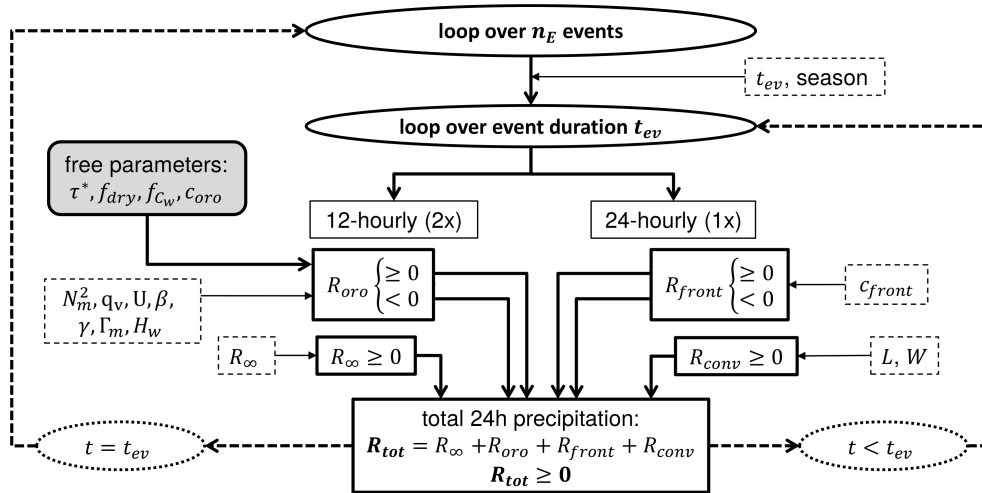 loop over n_E events
t_ev, season
loop over event duration t_ev
free parameters:
τ*, f_dry, f_C_w, c_oro
12-hourly (2x)
24-hourly (1x)
R_oro { ≥ 0
< 0
R_front { ≥ 0
< 0
N_m^2, q_v, U, β,
γ, Γ_m, H_w
c_front
R_∞
R_∞ ≥ 0
R_conv ≥ 0
L, W
total 24h precipitation:
R_tot = R_∞ +R_oro + R_front + R_conv
R_tot ≥ 0
t = t_ev
t < t_ev